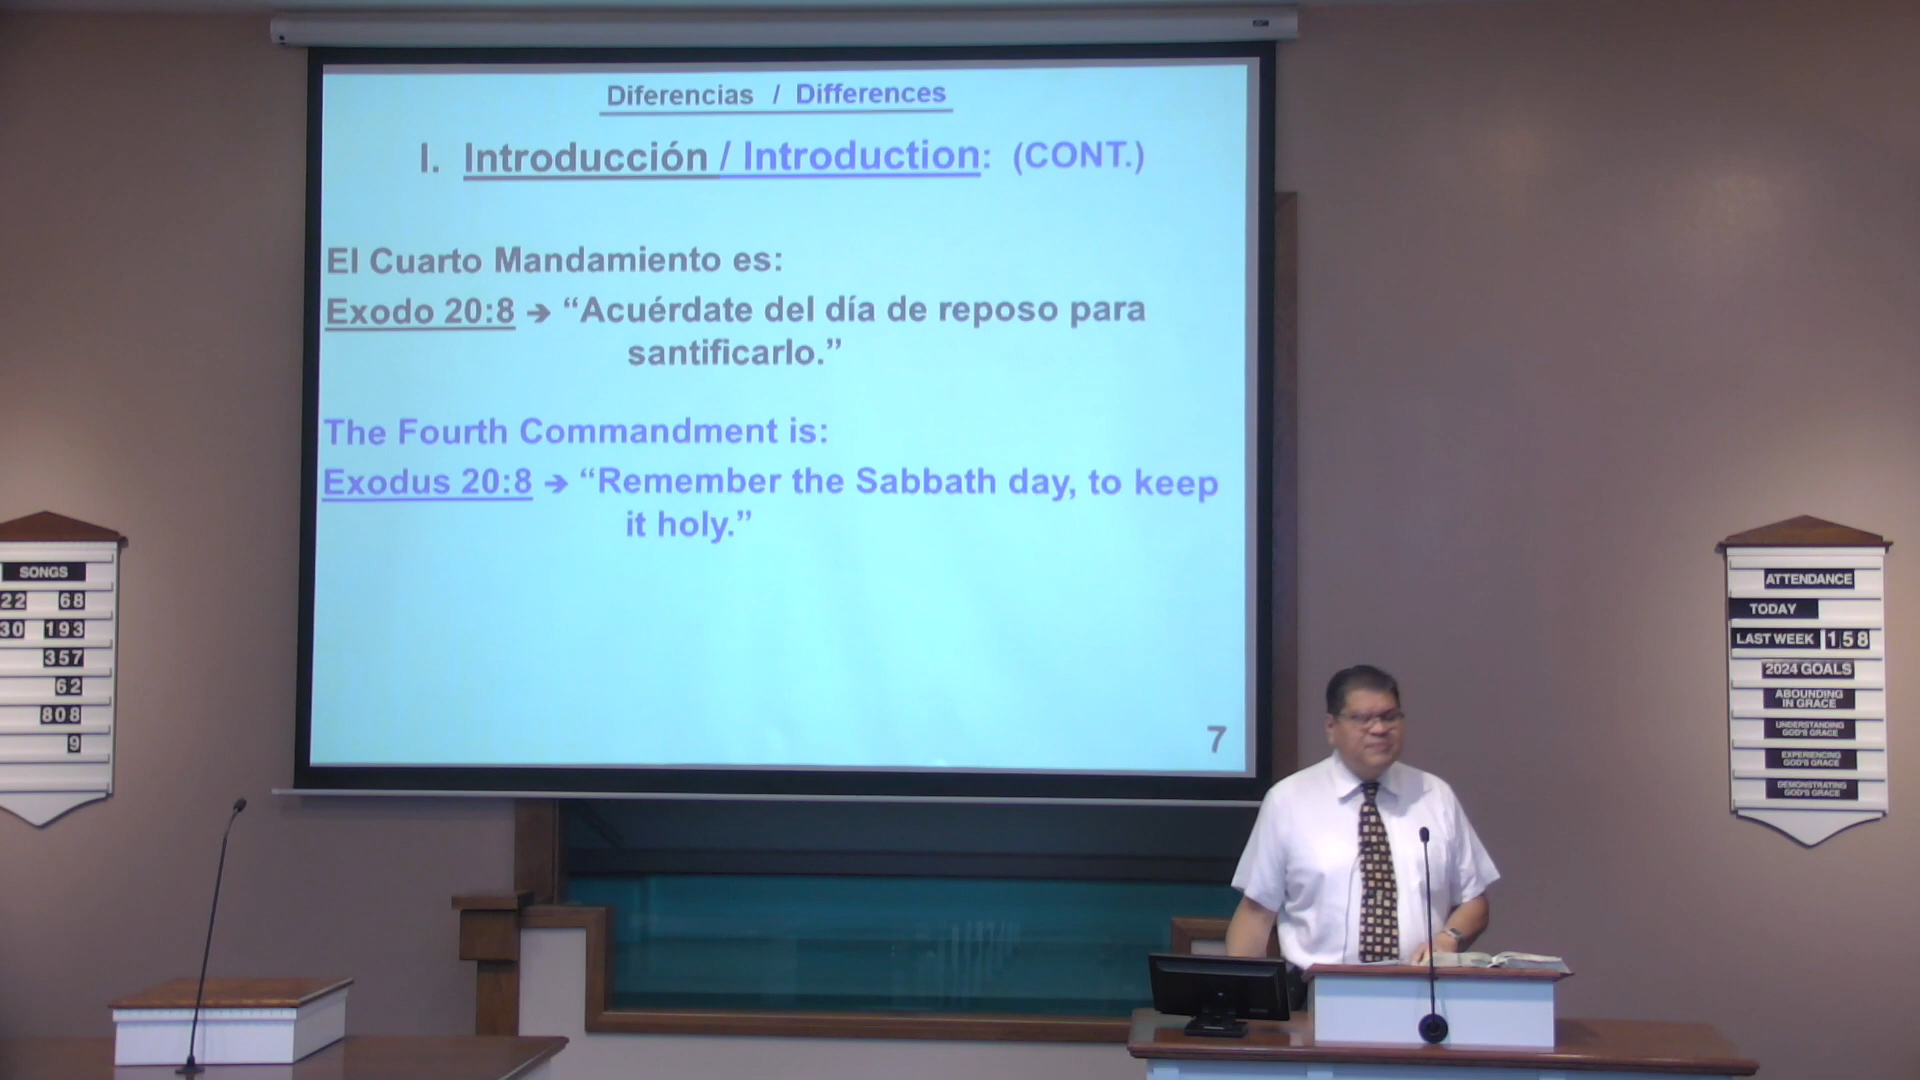 Diferencias / Differences
I. Introducción / Introduction: (CONT.)
El Cuarto Mandamiento es:
Exodo 20:8 → “Acuérdate del día de reposo para
santificarlo.”
The Fourth Commandment is:
Exodus 20:8 → “Remember the Sabbath day, to keep
it holy.”
7
SONGS
22 68
30 193
357
62
808
9
ATTENDANCE
TODAY
LAST WEEK 158
2024 GOALS
ABOUNDING
IN GRACE
UNDERSTANDING
GOD'S GRACE
EXPERIENCING
GOD'S GRACE
DEMONSTRATING
GOD'S GRACE